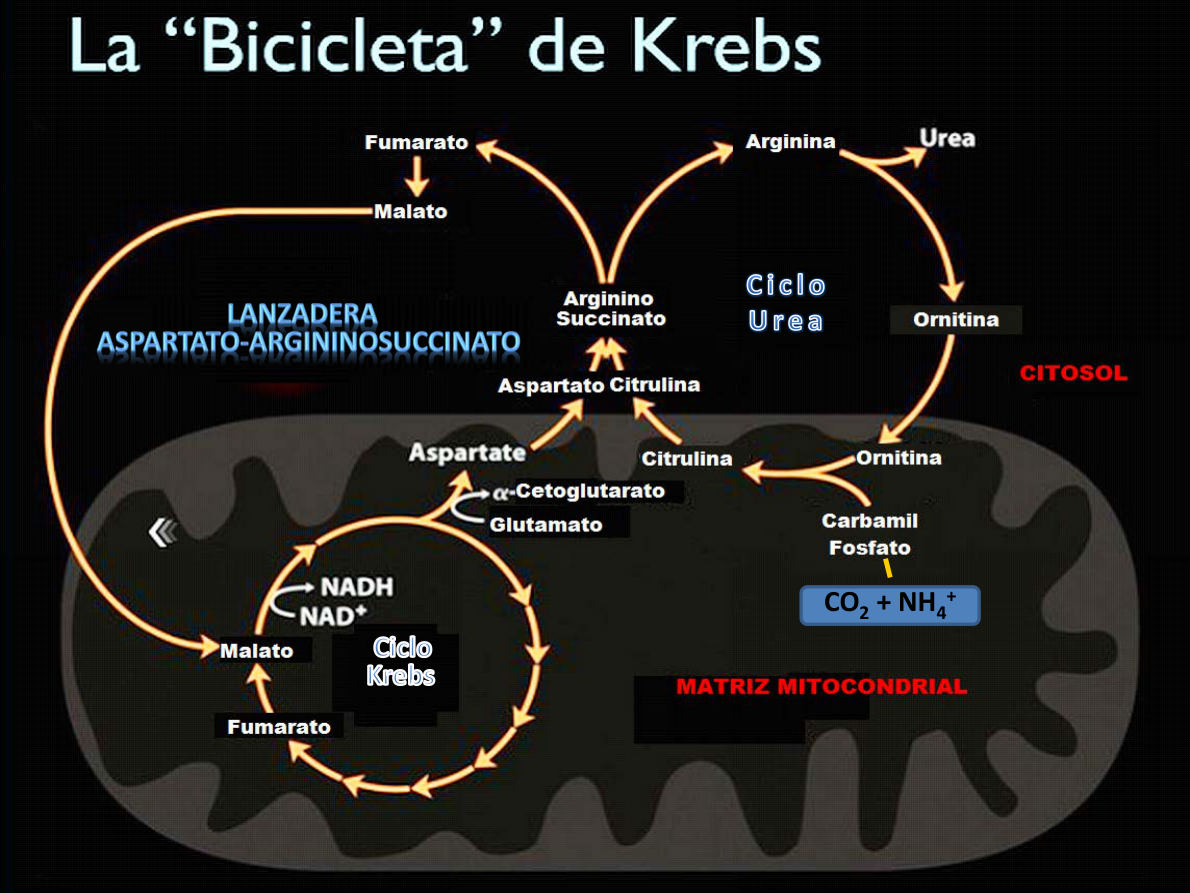 La “Bicicleta” de Krebs
Fumarato
Arginina
Urea
Malato
Ciclo
Urea
Arginino
Succinato
LANZADERA
ASPARTATO-ARGININOSUCCINATO
Ornitina
CITOSOL
Aspartato
Citrulina
Aspartate
Citrulina
Ornitina
α-Cetoglutarato
Glutamato
Carbamil
Fosfato
CO₂ + NH₄⁺
NADH
NAD⁺
Malato
Ciclo
Krebs
MATRIZ MITOCONDRIAL
Fumarato